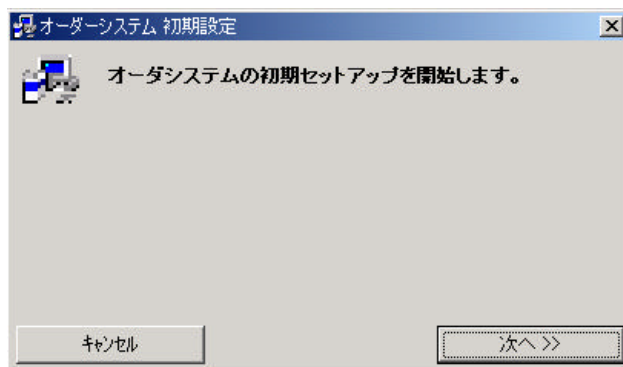 オーダーシステム 初期設定
オーダシステムの初期セットアップを開始します。
ｷｬﾝｾﾙ
次へ >>